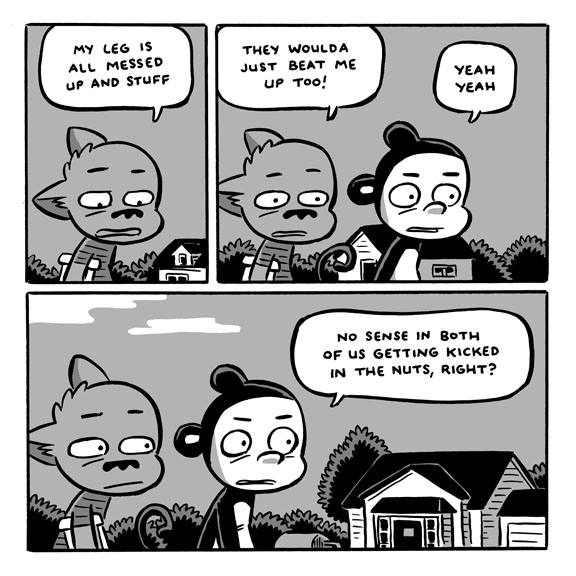 MY LEG IS
ALL MESSED
UP AND STUFF
THEY WOULDA
JUST BEAT ME
UP TOO!
YEAH
YEAH
NO SENSE IN BOTH
OF US GETTING KICKED
IN THE NUTS, RIGHT?